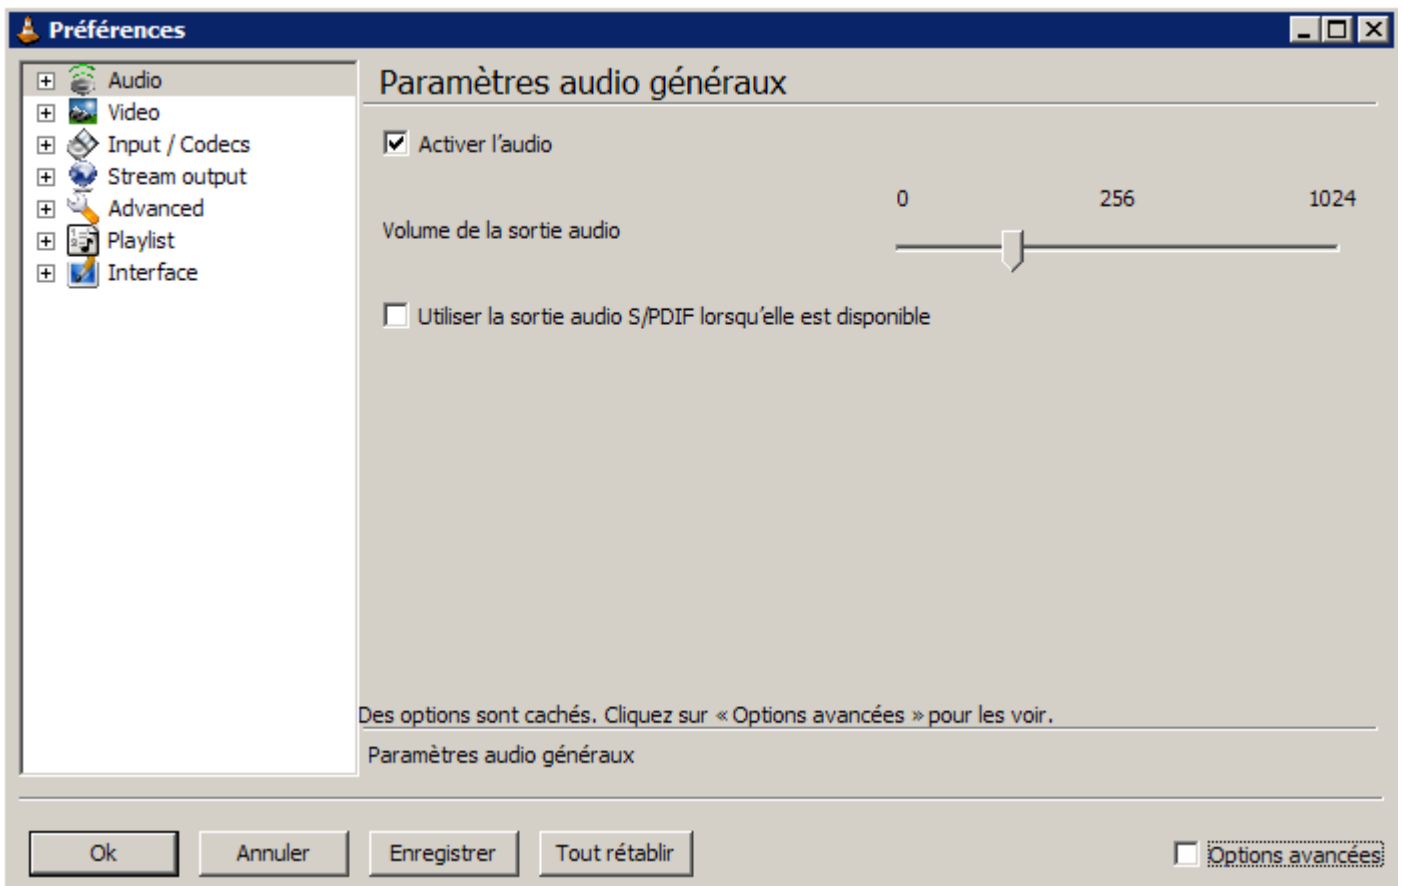 Préférences
Audio
Video
Input / Codecs
Stream output
Advanced
Playlist
Interface
Paramètres audio généraux
Activer l'audio
0 256 1024
Volume de la sortie audio
Utiliser la sortie audio S/PDIF lorsqu'elle est disponible
Des options sont cachés. Cliquez sur « Options avancées » pour les voir.
Paramètres audio généraux
Ok Annuler Enregistrer Tout rétablir Options avancées